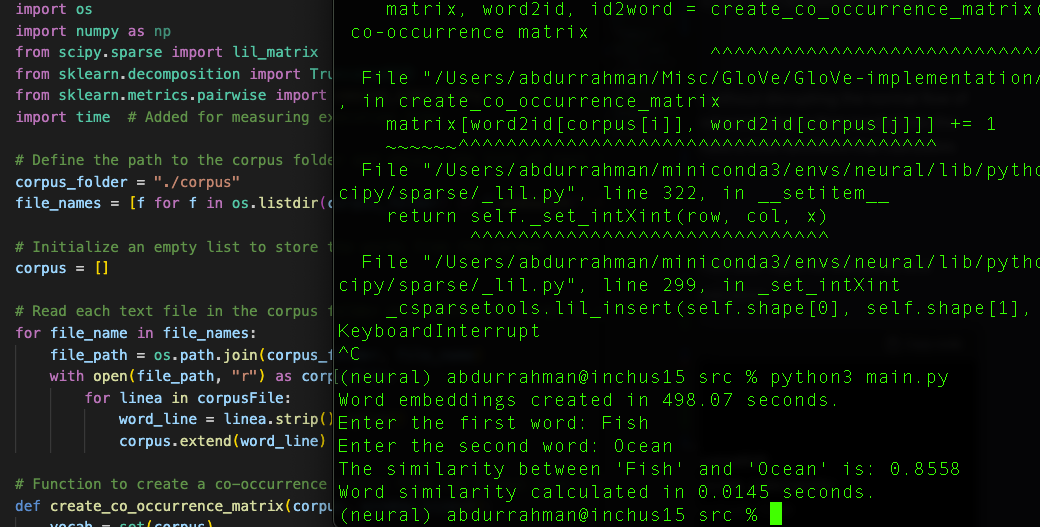 import os
import numpy as np
from scipy.sparse import lil_matrix
from sklearn.decomposition import
from sklearn.metrics.pairwise import
import time  # Added for measuring
# Define the path to the corpus
corpus_folder = "./corpus"
file_names = [f for f in os.listdir(
# Initialize an empty list to store
corpus = []
# Read each text file in the corpus
for file_name in file_names:
    file_path = os.path.join(
    with open(file_path, "r") as
        for linea in corpusFile:
            word_line = linea.strip()
            corpus.extend(word_line)
# Function to create a co-occurrence
def create_co_occurrence_matrix(
    vocab = set(corpus)
    matrix, word2id, id2word = create_co_occurrence_matrix(
 co-occurrence matrix
^^^^^^^^^^^^^^^^^^^^^^^^^^^^
  File "/Users/abdurrahman/Misc/GloVe/GloVe-implementation/
, in create_co_occurrence_matrix
    matrix[word2id[corpus[i]], word2id[corpus[j]]] += 1
    ~~~~~~^^^^^^^^^^^^^^^^^^^^^^^^^^^^^^^^^^^^^^^^
  File "/Users/abdurrahman/miniconda3/envs/neural/lib/
cipy/sparse/_lil.py", line 322, in __setitem__
    return self._set_intXint(row, col, x)
           ^^^^^^^^^^^^^^^^^^^^^^^^^^^^^^
  File "/Users/abdurrahman/miniconda3/envs/neural/lib/
cipy/sparse/_lil.py", line 299, in _set_intXint
    _csparsetools.lil_insert(self.shape[0], self.shape[1],
KeyboardInterrupt
^C
(neural) abdurrahman@inchus15 src % python3 main.py
Word embeddings created in 498.07 seconds.
Enter the first word: Fish
Enter the second word: Ocean
The similarity between 'Fish' and 'Ocean' is: 0.8558
Word similarity calculated in 0.0145 seconds.
(neural) abdurrahman@inchus15 src %